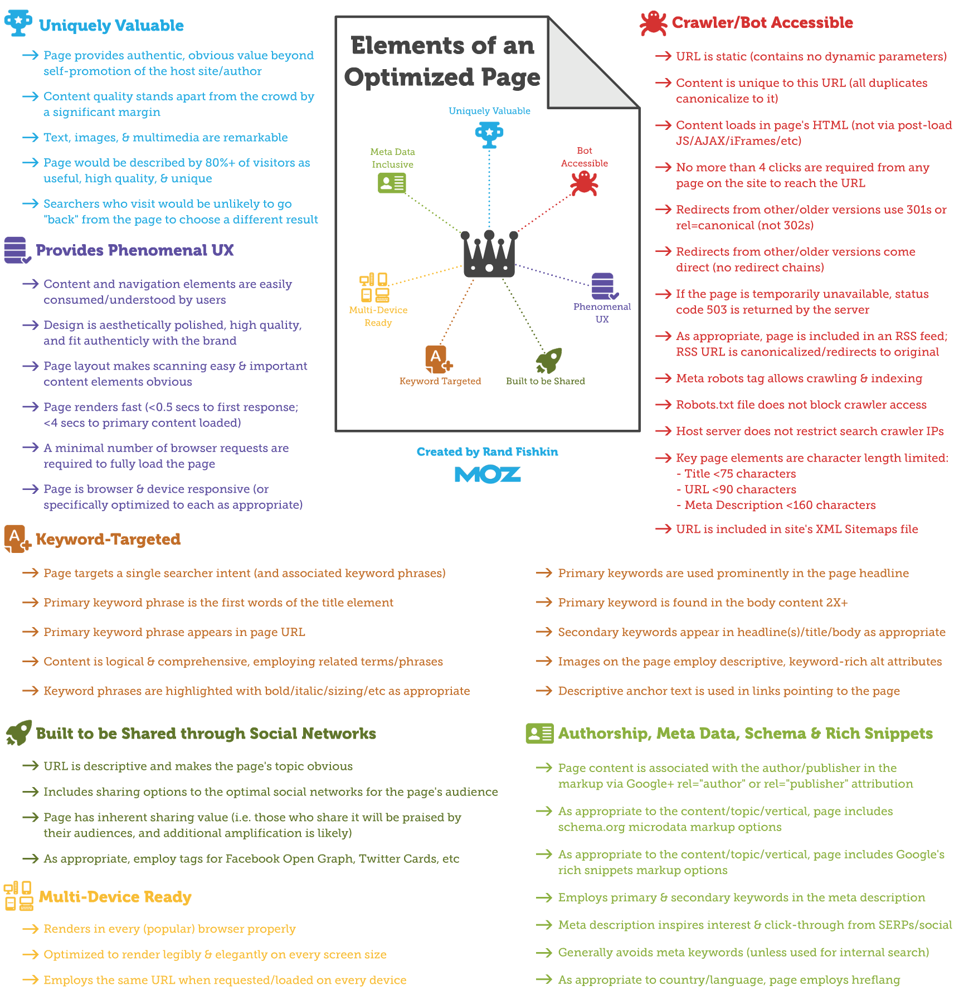 Uniquely Valuable
Page provides authentic, obvious value beyond
self-promotion of the host site/author
Content quality stands apart from the crowd by
a significant margin
Text, images, & multimedia are remarkable
Page would be described by 80%+ of visitors as
useful, high quality, & unique
Searchers who visit would be unlikely to go
"back" from the page to choose a different result
Provides Phenomenal UX
Content and navigation elements are easily
consumed/understood by users
Design is aesthetically polished, high quality,
and fit authenticly with the brand
Page layout makes scanning easy & important
content elements obvious
Page renders fast (<0.5 secs to first response;
<4 secs to primary content loaded)
A minimal number of browser requests are
required to fully load the page
Page is browser & device responsive (or
specifically optimized to each as appropriate)
Elements of an
Optimized Page
Uniquely Valuable
Meta Data
Inclusive
Bot
Accessible
Multi-Device
Ready
Phenomenal
UX
A
Keyword Targeted
Built to be Shared
Created by Rand Fishkin
MOZ
Crawler/Bot Accessible
URL is static (contains no dynamic parameters)
Content is unique to this URL (all duplicates
canonicalize to it)
Content loads in page's HTML (not via post-load
JS/AJAX/iFrames/etc)
No more than 4 clicks are required from any
page on the site to reach the URL
Redirects from other/older versions use 301s or
rel=canonical (not 302s)
Redirects from other/older versions come
direct (no redirect chains)
If the page is temporarily unavailable, status
code 503 is returned by the server
As appropriate, page is included in an RSS feed;
RSS URL is canonicalized/redirects to original
Meta robots tag allows crawling & indexing
Robots.txt file does not block crawler access
Host server does not restrict search crawler IPs
Key page elements are character length limited:
- Title <75 characters
- URL <90 characters
- Meta Description <160 characters
URL is included in site's XML Sitemaps file
A
Keyword-Targeted
Page targets a single searcher intent (and associated keyword phrases)
Primary keyword phrase is the first words of the title element
Primary keyword phrase appears in page URL
Content is logical & comprehensive, employing related terms/phrases
Keyword phrases are highlighted with bold/italic/sizing/etc as appropriate
Primary keywords are used prominently in the page headline
Primary keyword is found in the body content 2X+
Secondary keywords appear in headline(s)/title/body as appropriate
Images on the page employ descriptive, keyword-rich alt attributes
Descriptive anchor text is used in links pointing to the page
Built to be Shared through Social Networks
URL is descriptive and makes the page's topic obvious
Includes sharing options to the optimal social networks for the page's audience
Page has inherent sharing value (i.e. those who share it will be praised by
their audiences, and additional amplification is likely)
As appropriate, employ tags for Facebook Open Graph, Twitter Cards, etc
Multi-Device Ready
Renders in every (popular) browser properly
Optimized to render legibly & elegantly on every screen size
Employs the same URL when requested/loaded on every device
Authorship, Meta Data, Schema & Rich Snippets
Page content is associated with the author/publisher in the
markup via Google+ rel="author" or rel="publisher" attribution
As appropriate to the content/topic/vertical, page includes
schema.org microdata markup options
As appropriate to the content/topic/vertical, page includes Google's
rich snippets markup options
Employs primary & secondary keywords in the meta description
Meta description inspires interest & click-through from SERPs/social
Generally avoids meta keywords (unless used for internal search)
As appropriate to country/language, page employs hreflang